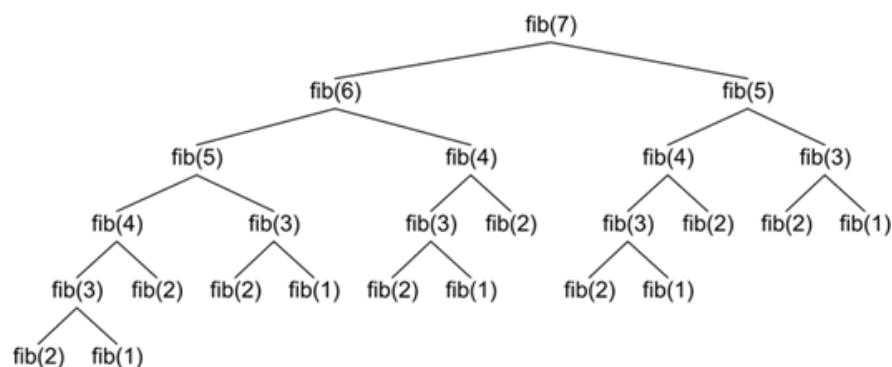 fib(7)
fib(6) fib(5)
fib(5) fib(4) fib(4) fib(3)
fib(4) fib(3) fib(3) fib(2) fib(3) fib(2) fib(2) fib(1)
fib(3) fib(2) fib(2) fib(1) fib(2) fib(1) fib(2) fib(1)
fib(2) fib(1)